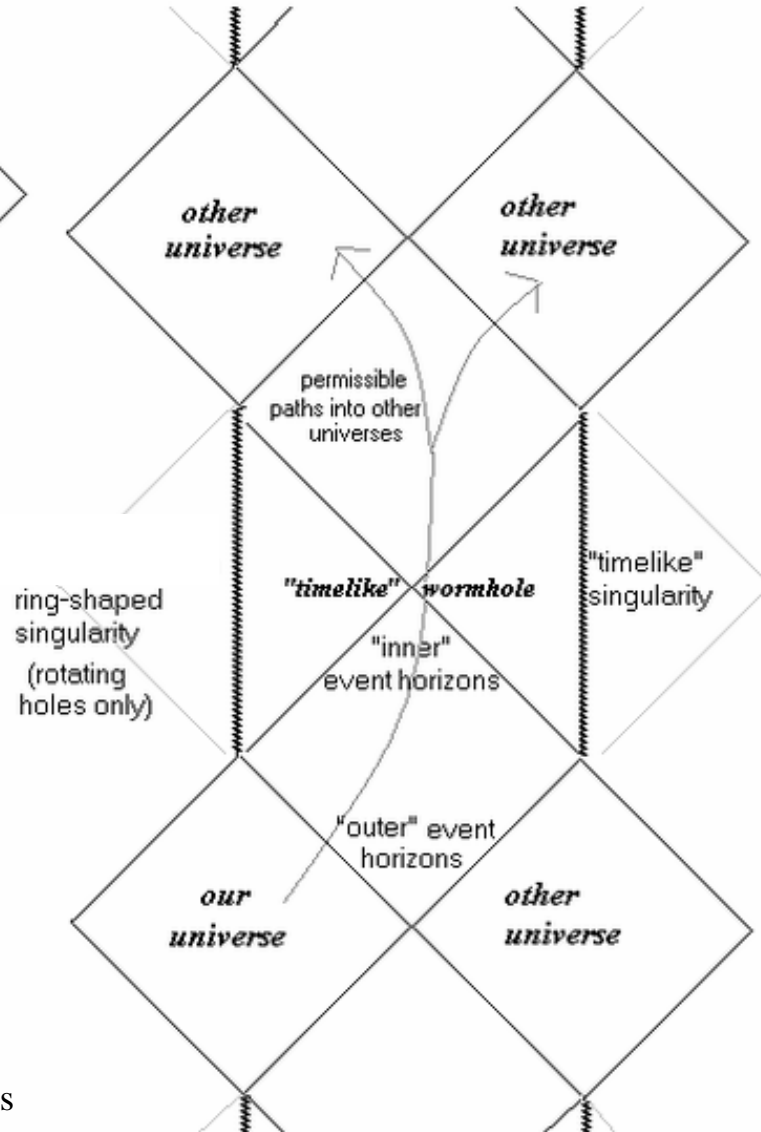 other
universe
other
universe
permissible
paths into other
universes
"timelike" wormhole
"timelike"
singularity
ring-shaped
singularity
(rotating
holes only)
"inner"
event horizons
"outer" event
horizons
our
universe
other
universe
s